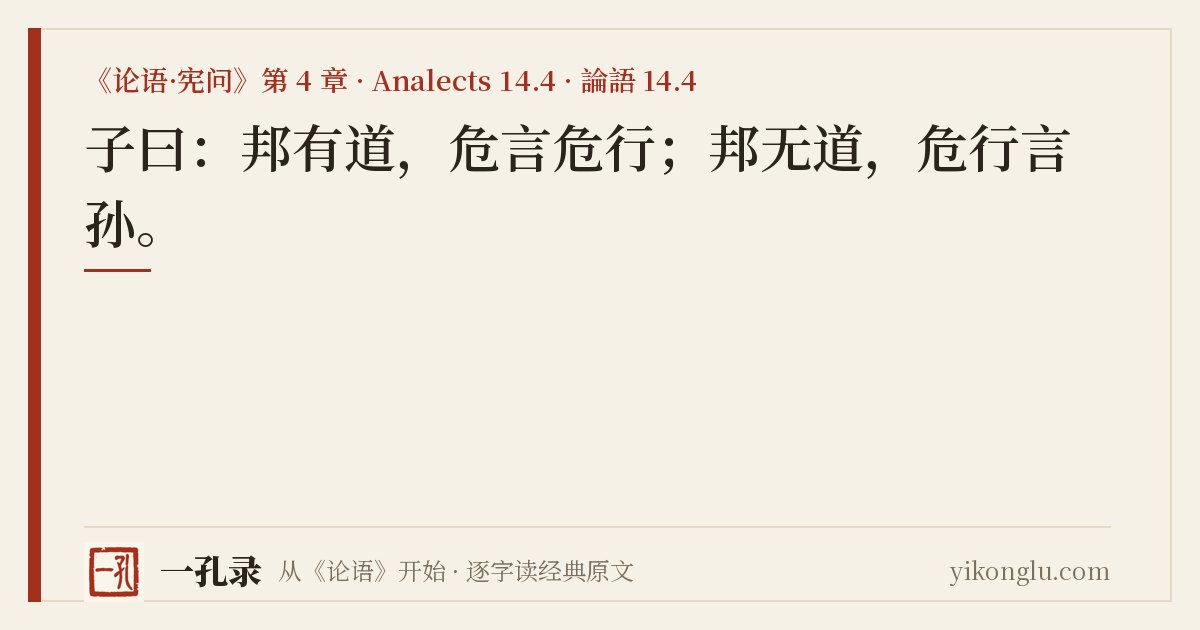 《论语·宪问》第 4 章 · Analects 14.4 · 論語 14.4
子曰：邦有道，危言危行；邦无道，危行言
孙。
一孔
一孔录 从《论语》开始 · 逐字读经典原文 yikonglu.com